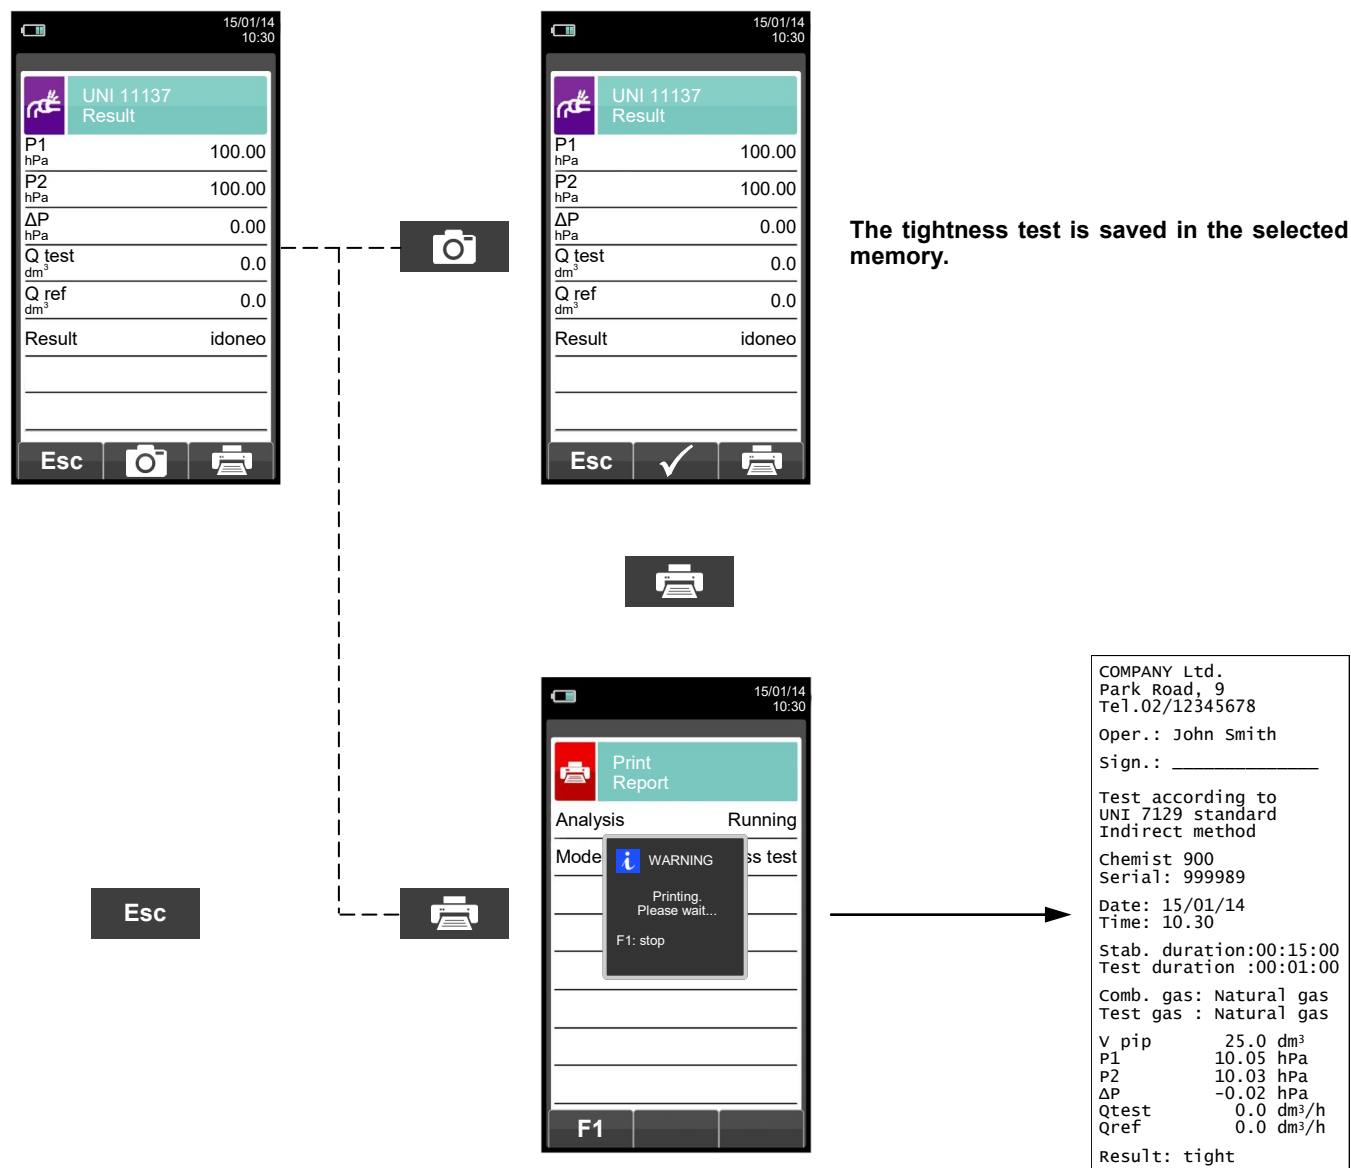 15/01/14
10:30
UNI 11137
Result
P1
hPa
100.00
P2
hPa
100.00
ΔP
hPa
0.00
Q test
dm³
0.0
Q ref
dm³
0.0
Result idoneo
Esc
15/01/14
10:30
UNI 11137
Result
P1
hPa
100.00
P2
hPa
100.00
ΔP
hPa
0.00
Q test
dm³
0.0
Q ref
dm³
0.0
Result idoneo
Esc
The tightness test is saved in the selected
memory.
Esc
15/01/14
10:30
Print
Report
Analysis Running
Mode ss test
i WARNING
Printing.
Please wait...
F1: stop
F1
COMPANY Ltd.
Park Road, 9
Tel.02/12345678
Oper.: John Smith
Sign.: ______________
Test according to
UNI 7129 standard
Indirect method
Chemist 900
Serial: 999989
Date: 15/01/14
Time: 10.30
Stab. duration:00:15:00
Test duration :00:01:00
Comb. gas: Natural gas
Test gas : Natural gas
V pip 25.0 dm³
P1 10.05 hPa
P2 10.03 hPa
ΔP -0.02 hPa
Qtest 0.0 dm³/h
Qref 0.0 dm³/h
Result: tight